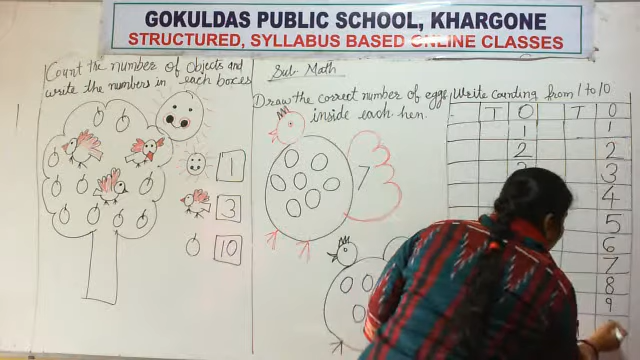 GOKULDAS PUBLIC SCHOOL, KHARGONE
STRUCTURED, SYLLABUS BASED ONLINE CLASSES
Count the number of objects and
write the numbers in each boxes
1
3
10
Sub. Math
Draw the correct number of eggs
inside each hen.
7
Write counting from 1 to 10
T O T O
1 1
2 2
3
4
5
6
7
8
9